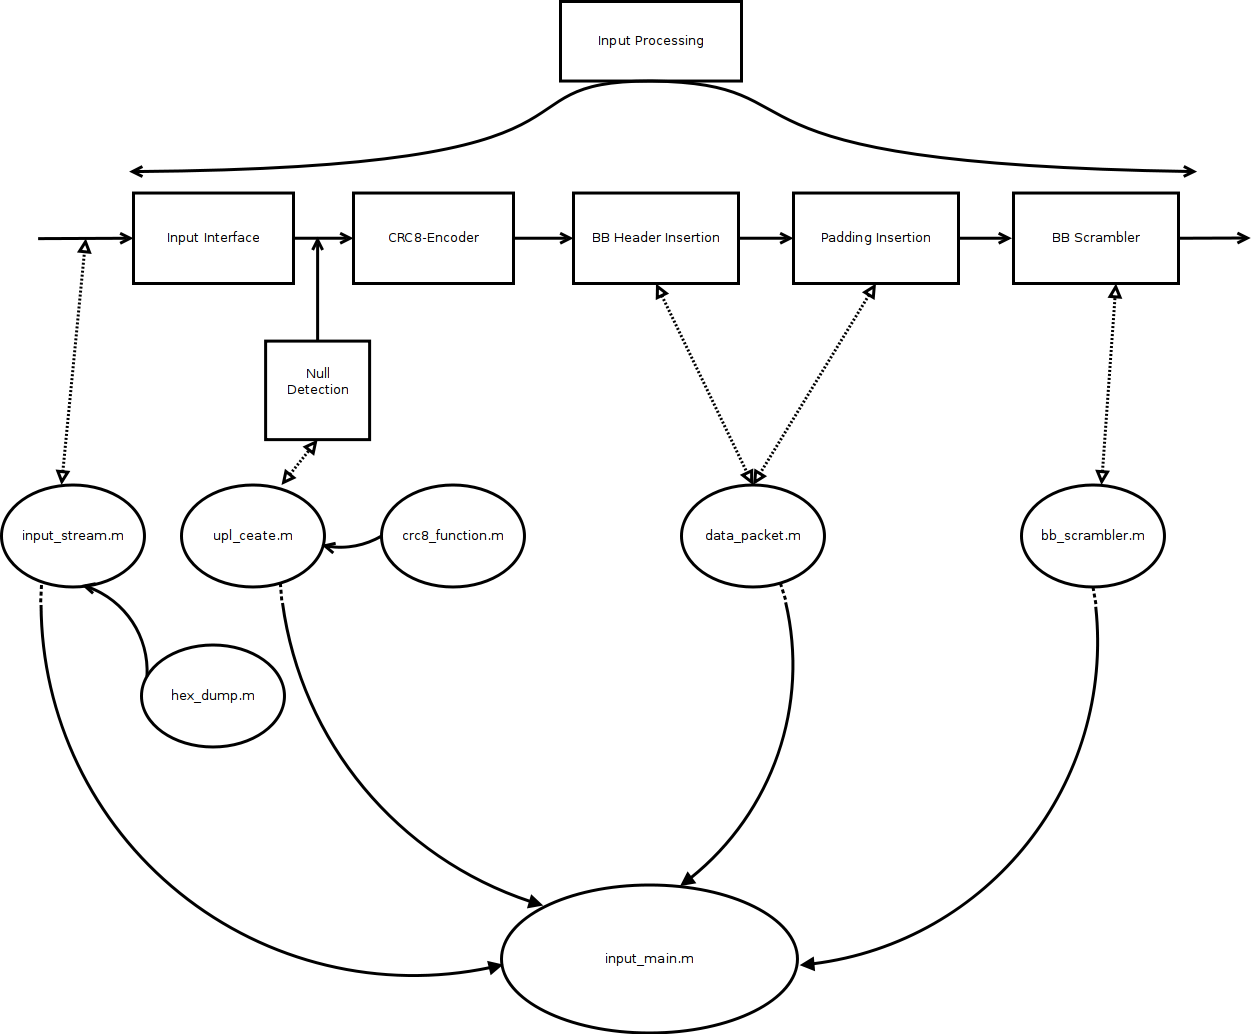 Input Processing
Input Interface
CRC8-Encoder
BB Header Insertion
Padding Insertion
BB Scrambler
Null
Detection
input_stream.m
upl_ceate.m
crc8_function.m
data_packet.m
bb_scrambler.m
hex_dump.m
input_main.m